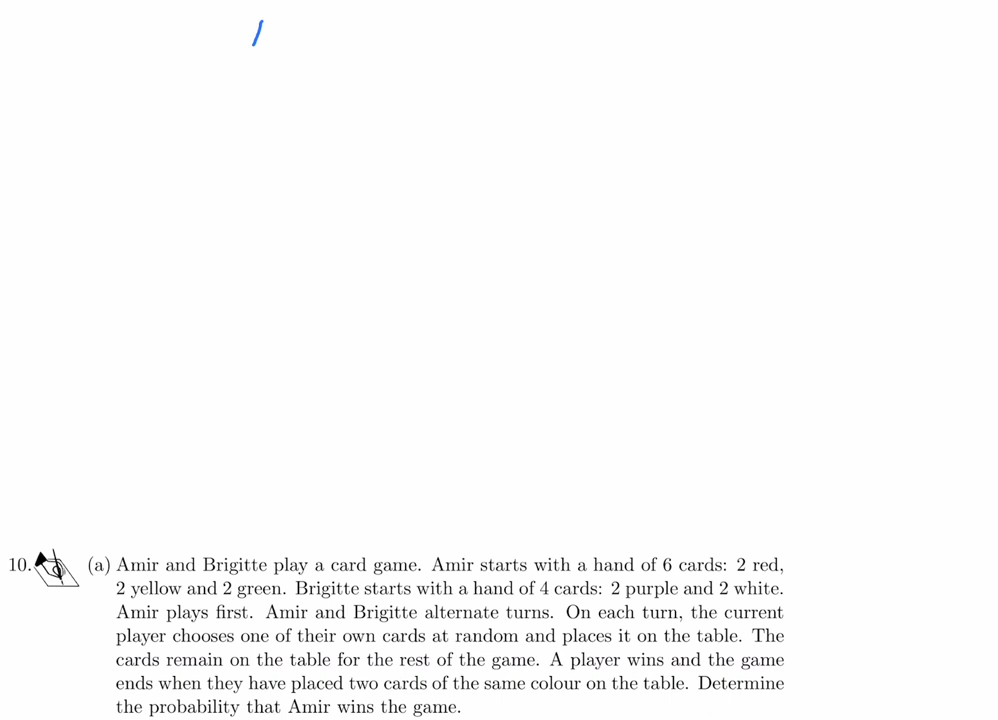 10. (a) Amir and Brigitte play a card game. Amir starts with a hand of 6 cards: 2 red,
2 yellow and 2 green. Brigitte starts with a hand of 4 cards: 2 purple and 2 white.
Amir plays first. Amir and Brigitte alternate turns. On each turn, the current
player chooses one of their own cards at random and places it on the table. The
cards remain on the table for the rest of the game. A player wins and the game
ends when they have placed two cards of the same colour on the table. Determine
the probability that Amir wins the game.